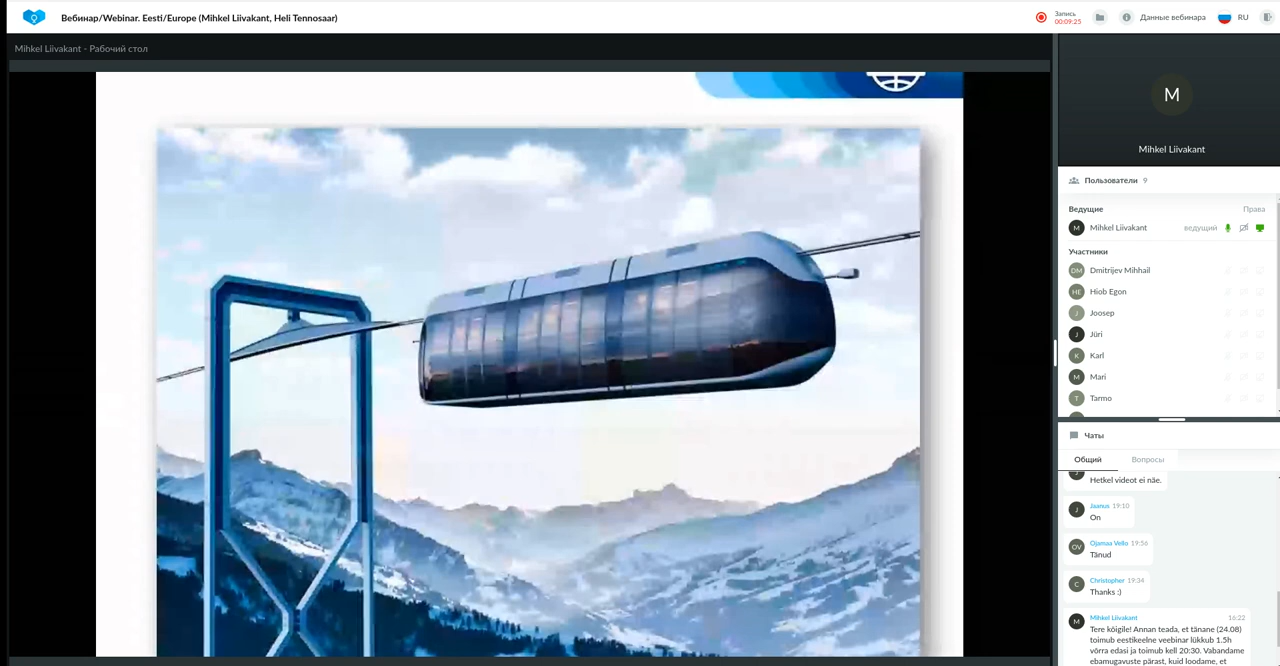 Вебинар/Webinar. Eesti/Europe (Mihkel Liivakant, Heli Tennosaar)
Запись
00:09:25
Данные вебинара
RU
Mihkel Liivakant - Рабочий стол
M
Mihkel Liivakant
Пользователи 9
Ведущие Права
M Mihkel Liivakant ведущий
Участники
DM Dmitrijev Mihhail
HE Hiob Egon
J Joosep
J Jüri
K Karl
M Mari
T Tarmo
Чаты
Общий Вопросы
Hetkel videot ei näe.
J Jaanus 19:10
On
OV Ojamaa Vello 19:56
Tänud
C Christopher 19:34
Thanks :)
M Mihkel Liivakant 16:22
Tere kõigile! Annan teada, et tänane (24.08)
toimub eestikeelne veebinar lükkub 1.5h
võrra edasi ja toimub kell 20:30. Vabandame
ebamugavuste pärast, kuid loodame, et